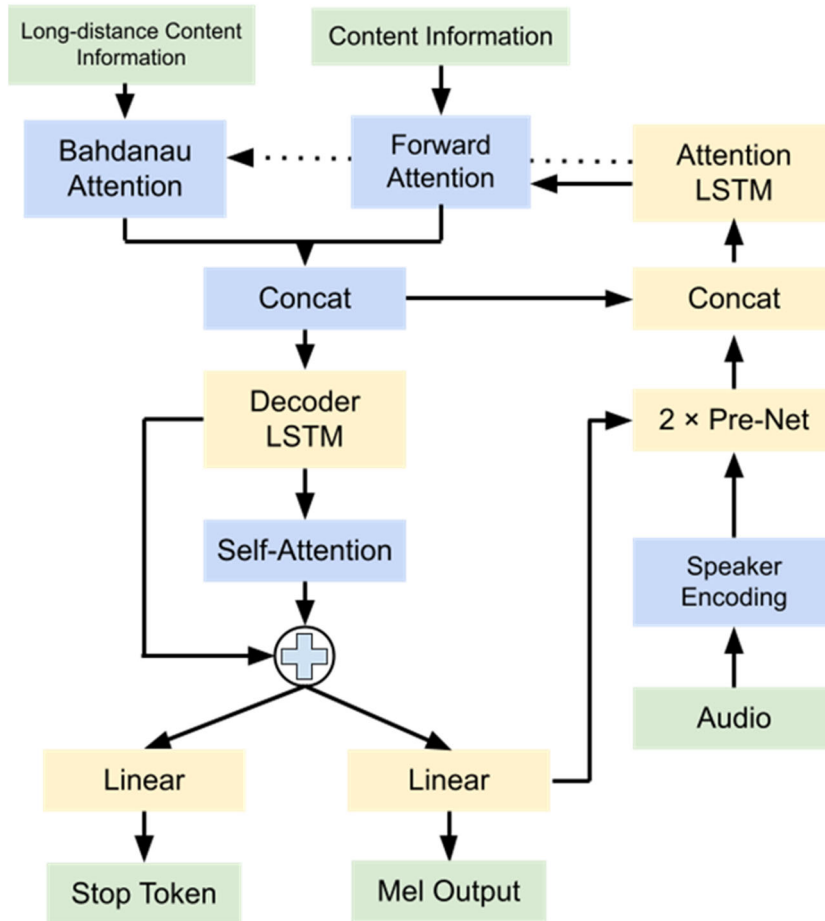 Long-distance Content
Information
Content Information
Bahdanau
Attention
Forward
Attention
Attention
LSTM
Concat
Concat
Decoder
LSTM
2 × Pre-Net
Self-Attention
Speaker
Encoding
Audio
Linear
Linear
Stop Token
Mel Output